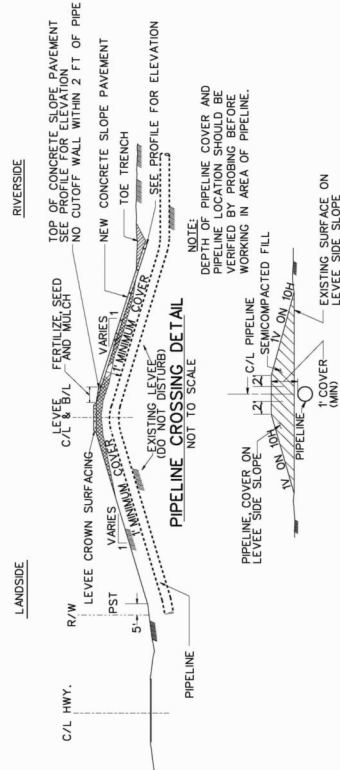 LANDSIDE
RIVERSIDE
C/L HWY.
R/W
5'
PST
LEVEE CROWN SURFACING
LEVEE
C/L & B/L
FERTILIZE, SEED
AND MULCH
TOP OF CONCRETE SLOPE PAVEMENT
SEE PROFILE FOR ELEVATION
NO CUTOFF WALL WITHIN 2 FT OF PIPE
NEW CONCRETE SLOPE PAVEMENT
TOE TRENCH
SEE PROFILE FOR ELEVATION
VARIES
1
VARIES
1
1' MINIMUM COVER
1' MINIMUM COVER
EXISTING LEVEE
(DO NOT DISTURB)
PIPELINE
PIPELINE CROSSING DETAIL
NOT TO SCALE
NOTE:
DEPTH OF PIPELINE COVER AND
PIPELINE LOCATION SHOULD BE
VERIFIED BY PROBING BEFORE
WORKING IN AREA OF PIPELINE.
PIPELINE, COVER ON
LEVEE SIDE SLOPE
C/L PIPELINE
SEMICOMPACTED FILL
2'
2'
1V ON 10H
1V ON 10H
PIPELINE
1' COVER
(MIN)
EXISTING SURFACE ON
LEVEE SIDE SLOPE